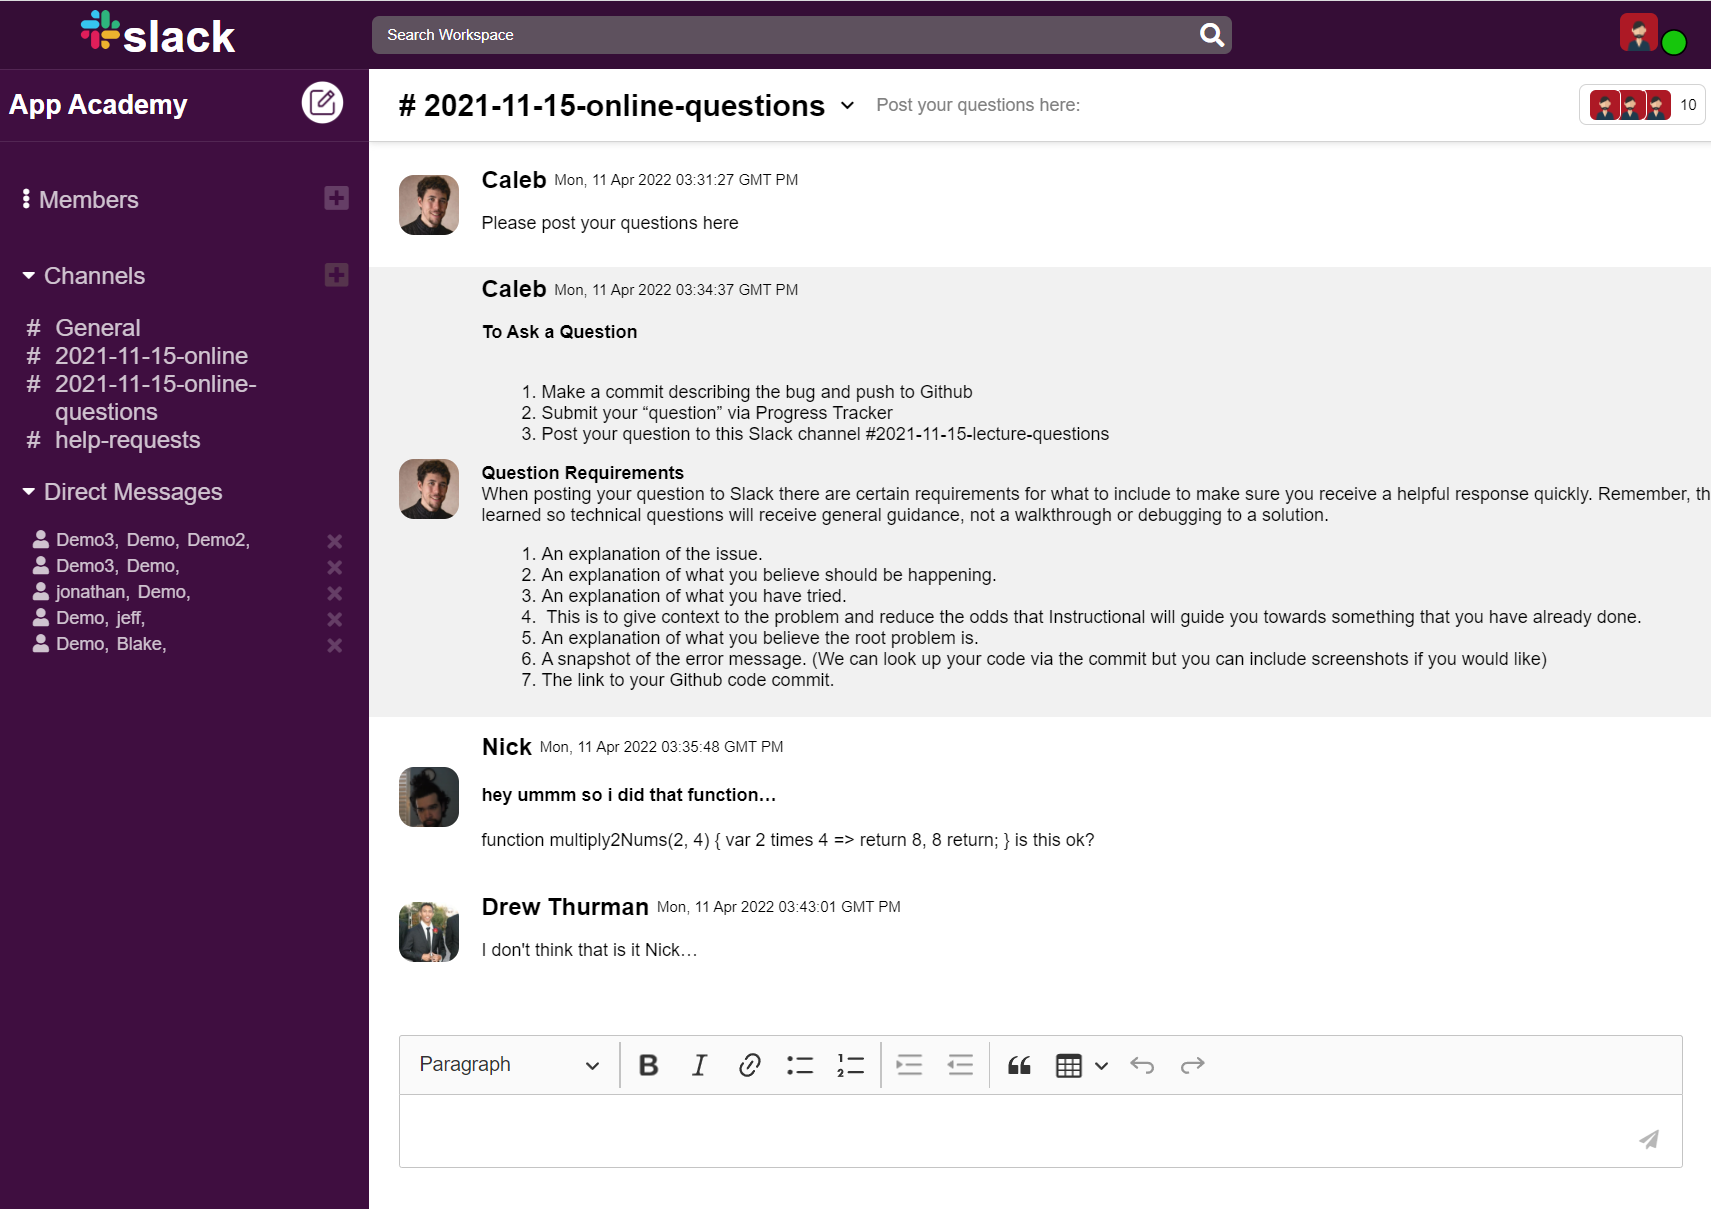 slack
Search Workspace
App Academy
# 2021-11-15-online-questions
Post your questions here:
10
Members
Channels
# General
# 2021-11-15-online
# 2021-11-15-online-
questions
# help-requests
Direct Messages
Demo3, Demo, Demo2,
Demo3, Demo,
jonathan, Demo,
Demo, jeff,
Demo, Blake,
Caleb Mon, 11 Apr 2022 03:31:27 GMT PM
Please post your questions here
Caleb Mon, 11 Apr 2022 03:34:37 GMT PM
To Ask a Question
1. Make a commit describing the bug and push to Github
2. Submit your “question” via Progress Tracker
3. Post your question to this Slack channel #2021-11-15-lecture-questions
Question Requirements
When posting your question to Slack there are certain requirements for what to include to make sure you receive a helpful response quickly. Remember, th
learned so technical questions will receive general guidance, not a walkthrough or debugging to a solution.
1. An explanation of the issue.
2. An explanation of what you believe should be happening.
3. An explanation of what you have tried.
4. This is to give context to the problem and reduce the odds that Instructional will guide you towards something that you have already done.
5. An explanation of what you believe the root problem is.
6. A snapshot of the error message. (We can look up your code via the commit but you can include screenshots if you would like)
7. The link to your Github code commit.
Nick Mon, 11 Apr 2022 03:35:48 GMT PM
hey ummm so i did that function…
function multiply2Nums(2, 4) { var 2 times 4 => return 8, 8 return; } is this ok?
Drew Thurman Mon, 11 Apr 2022 03:43:01 GMT PM
I don't think that is it Nick…
Paragraph